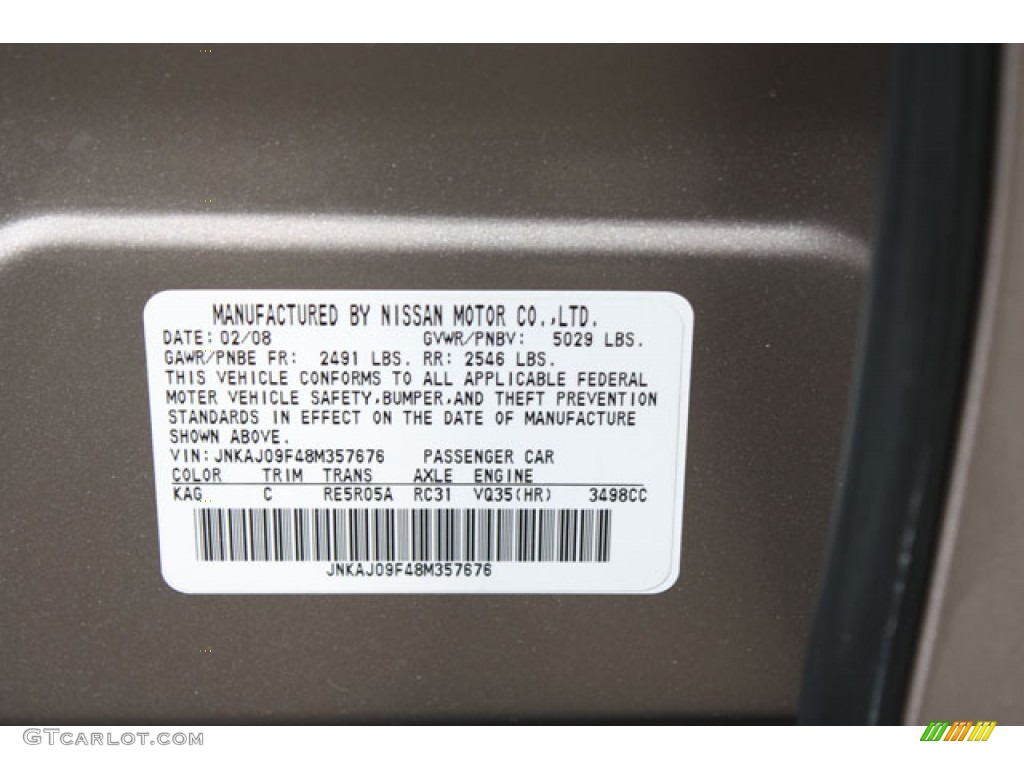 MANUFACTURED BY NISSAN MOTOR CO.,LTD.
DATE: 02/08 GVWR/PNBV: 5029 LBS.
GAWR/PNBE FR: 2491 LBS. RR: 2546 LBS.
THIS VEHICLE CONFORMS TO ALL APPLICABLE FEDERAL
MOTER VEHICLE SAFETY,BUMPER,AND THEFT PREVENTION
STANDARDS IN EFFECT ON THE DATE OF MANUFACTURE
SHOWN ABOVE.
VIN:JNKAJ09F48M357676 PASSENGER CAR
COLOR TRIM TRANS AXLE ENGINE
KAG C RE5R05A RC31 VQ35(HR) 3498CC
JNKAJ09F48M357676
GTcarlot.com